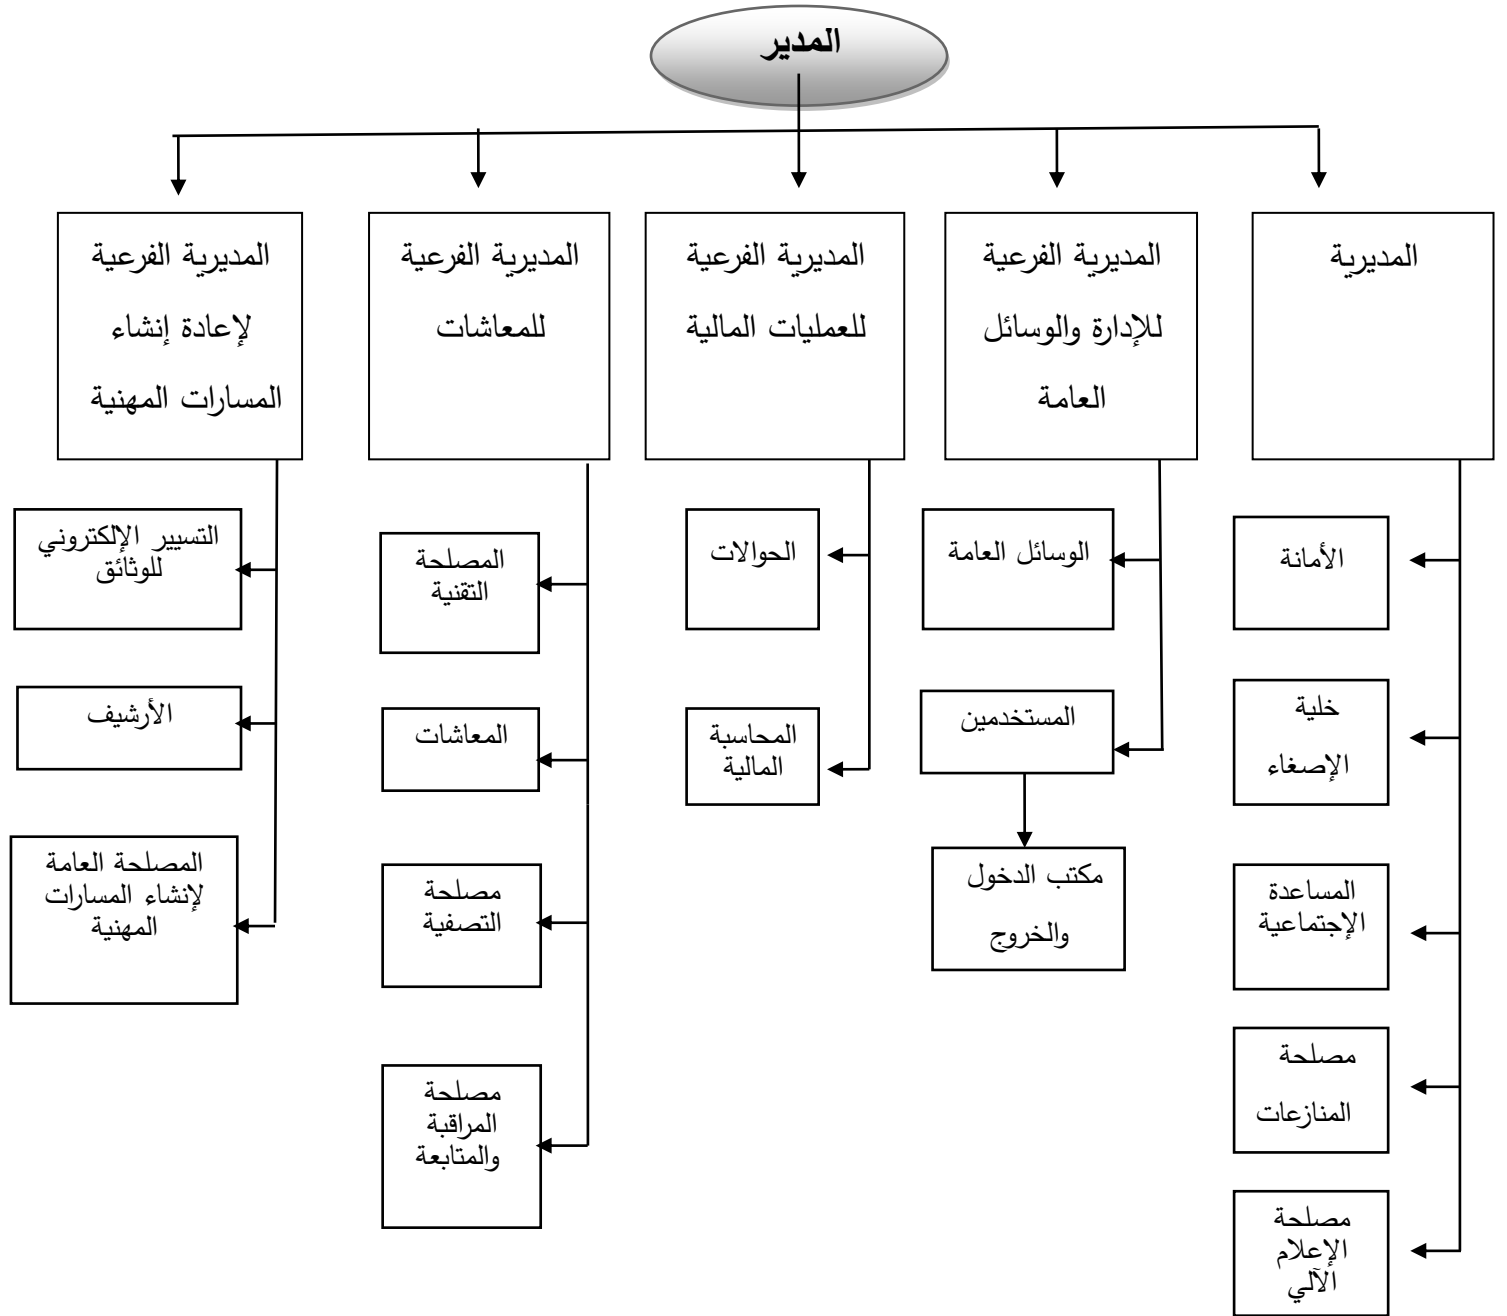 المدير
المديرية
المديرية الفرعية
للإدارة والوسائل
العامة
المديرية الفرعية
للعمليات المالية
المديرية الفرعية
للمعاشات
المديرية الفرعية
لإعادة إنشاء
المسارات المهنية
الأمانة
خلية
الإصغاء
المساعدة
الإجتماعية
مصلحة
المنازعات
مصلحة
الإعلام
الآلي
الوسائل العامة
المستخدمين
مكتب الدخول
والخروج
الحوالات
المحاسبة
المالية
المصلحة
التقنية
المعاشات
مصلحة
التصفية
مصلحة
المراقبة
والمتابعة
التسيير الإلكتروني
للوثائق
الأرشيف
المصلحة العامة
لإنشاء المسارات
المهنية